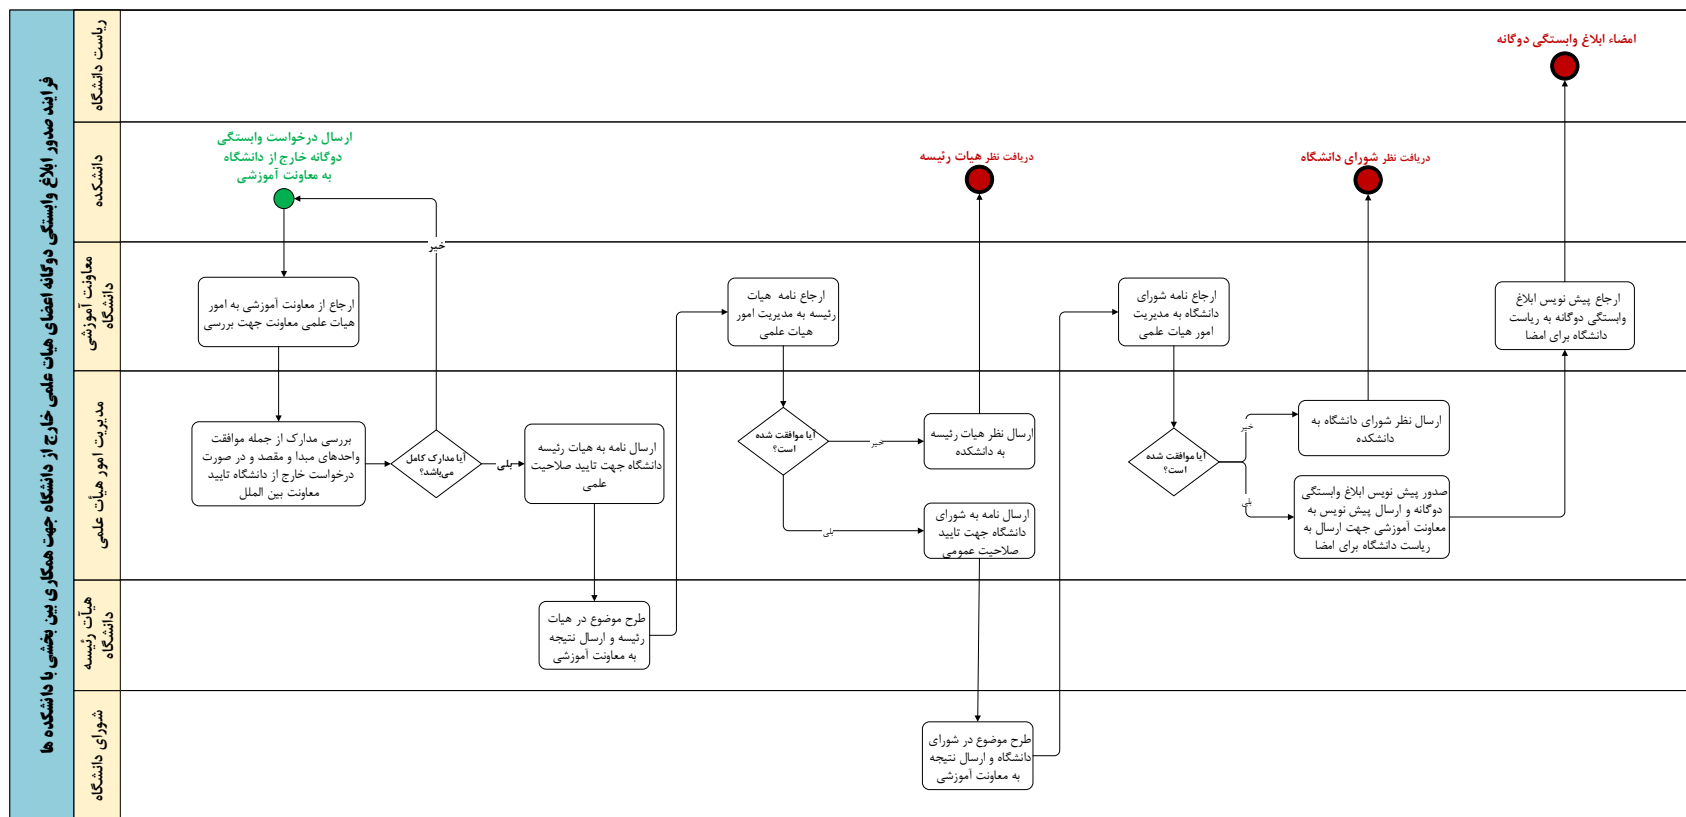 فرایند صدور ابلاغ وابستگی دوگانه اعضای هیات علمی خارج از دانشگاه جهت همکاری بین بخشی با دانشکده ها
ریاست دانشگاه
امضاء ابلاغ وابستگی دوگانه
دانشکده
ارسال درخواست وابستگی
دوگانه خارج از دانشگاه
به معاونت آموزشی
دریافت نظر هیات رئیسه
دریافت نظر شورای دانشگاه
خیر
معاونت آموزشی
دانشگاه
ارجاع از معاونت آموزشی به امور
هیات علمی معاونت جهت بررسی
ارجاع نامه هیات
رئیسه به مدیریت امور
هیات علمی
ارجاع نامه شورای
دانشگاه به مدیریت
امور هیات علمی
ارجاع پیش نویس ابلاغ
وابستگی دوگانه به ریاست
دانشگاه برای امضا
مدیریت امور هیأت علمی
بررسی مدارک از جمله موافقت
واحدهای مبدا و مقصد و در صورت
درخواست خارج از دانشگاه تایید
معاونت بین الملل
آیا مدارک کامل
می‌باشد؟
بلی
ارسال نامه به هیات رئیسه
دانشگاه جهت تایید صلاحیت
علمی
آیا موافقت شده
است؟
خیر
ارسال نظر هیات رئیسه
به دانشکده
بلی
ارسال نامه به شورای
دانشگاه جهت تایید
صلاحیت عمومی
آیا موافقت شده
است؟
خیر
ارسال نظر شورای دانشگاه به
دانشکده
بلی
صدور پیش نویس ابلاغ وابستگی
دوگانه و ارسال پیش نویس به
معاونت آموزشی جهت ارسال به
ریاست دانشگاه برای امضا
هیأت رئیسه
دانشگاه
طرح موضوع در هیات
رئیسه و ارسال نتیجه
به معاونت آموزشی
شورای دانشگاه
طرح موضوع در شورای
دانشگاه و ارسال نتیجه
به معاونت آموزشی